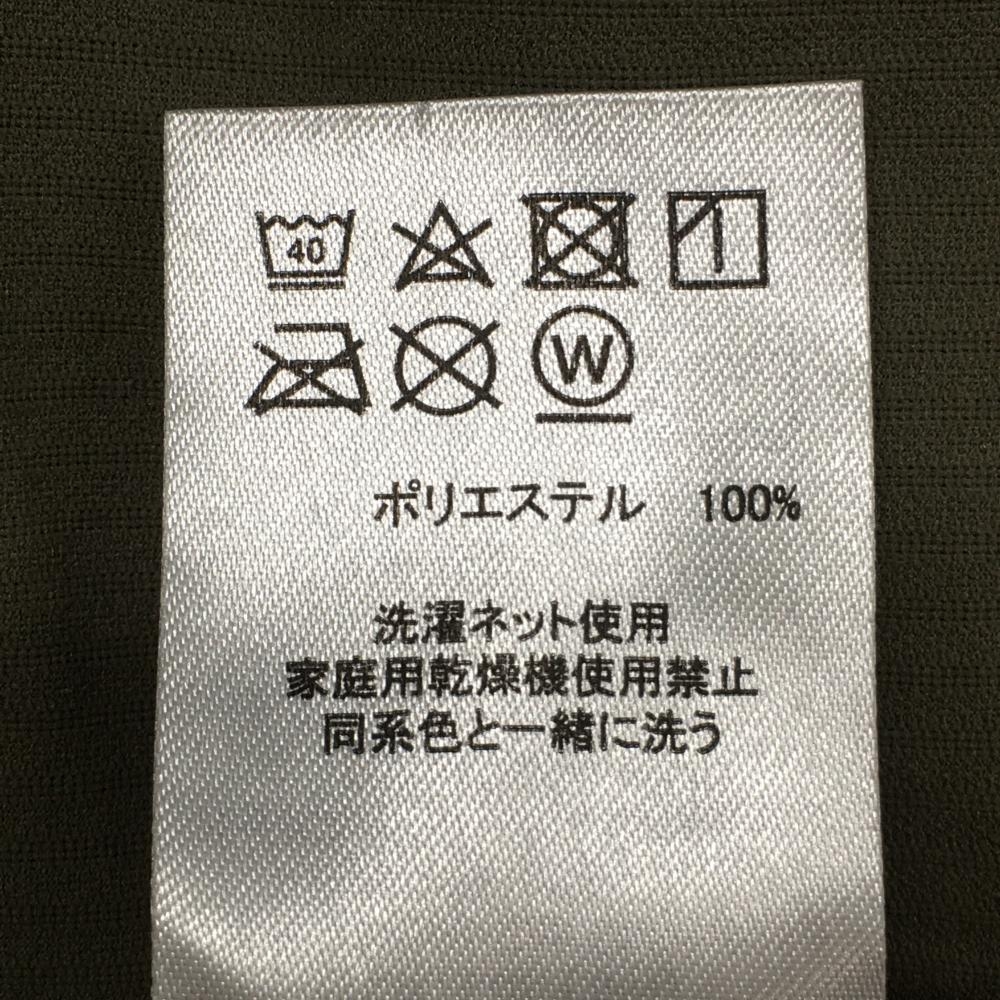 40
W
ポリエステル 100%
洗濯ネット使用
家庭用乾燥機使用禁止
同系色と一緒に洗う